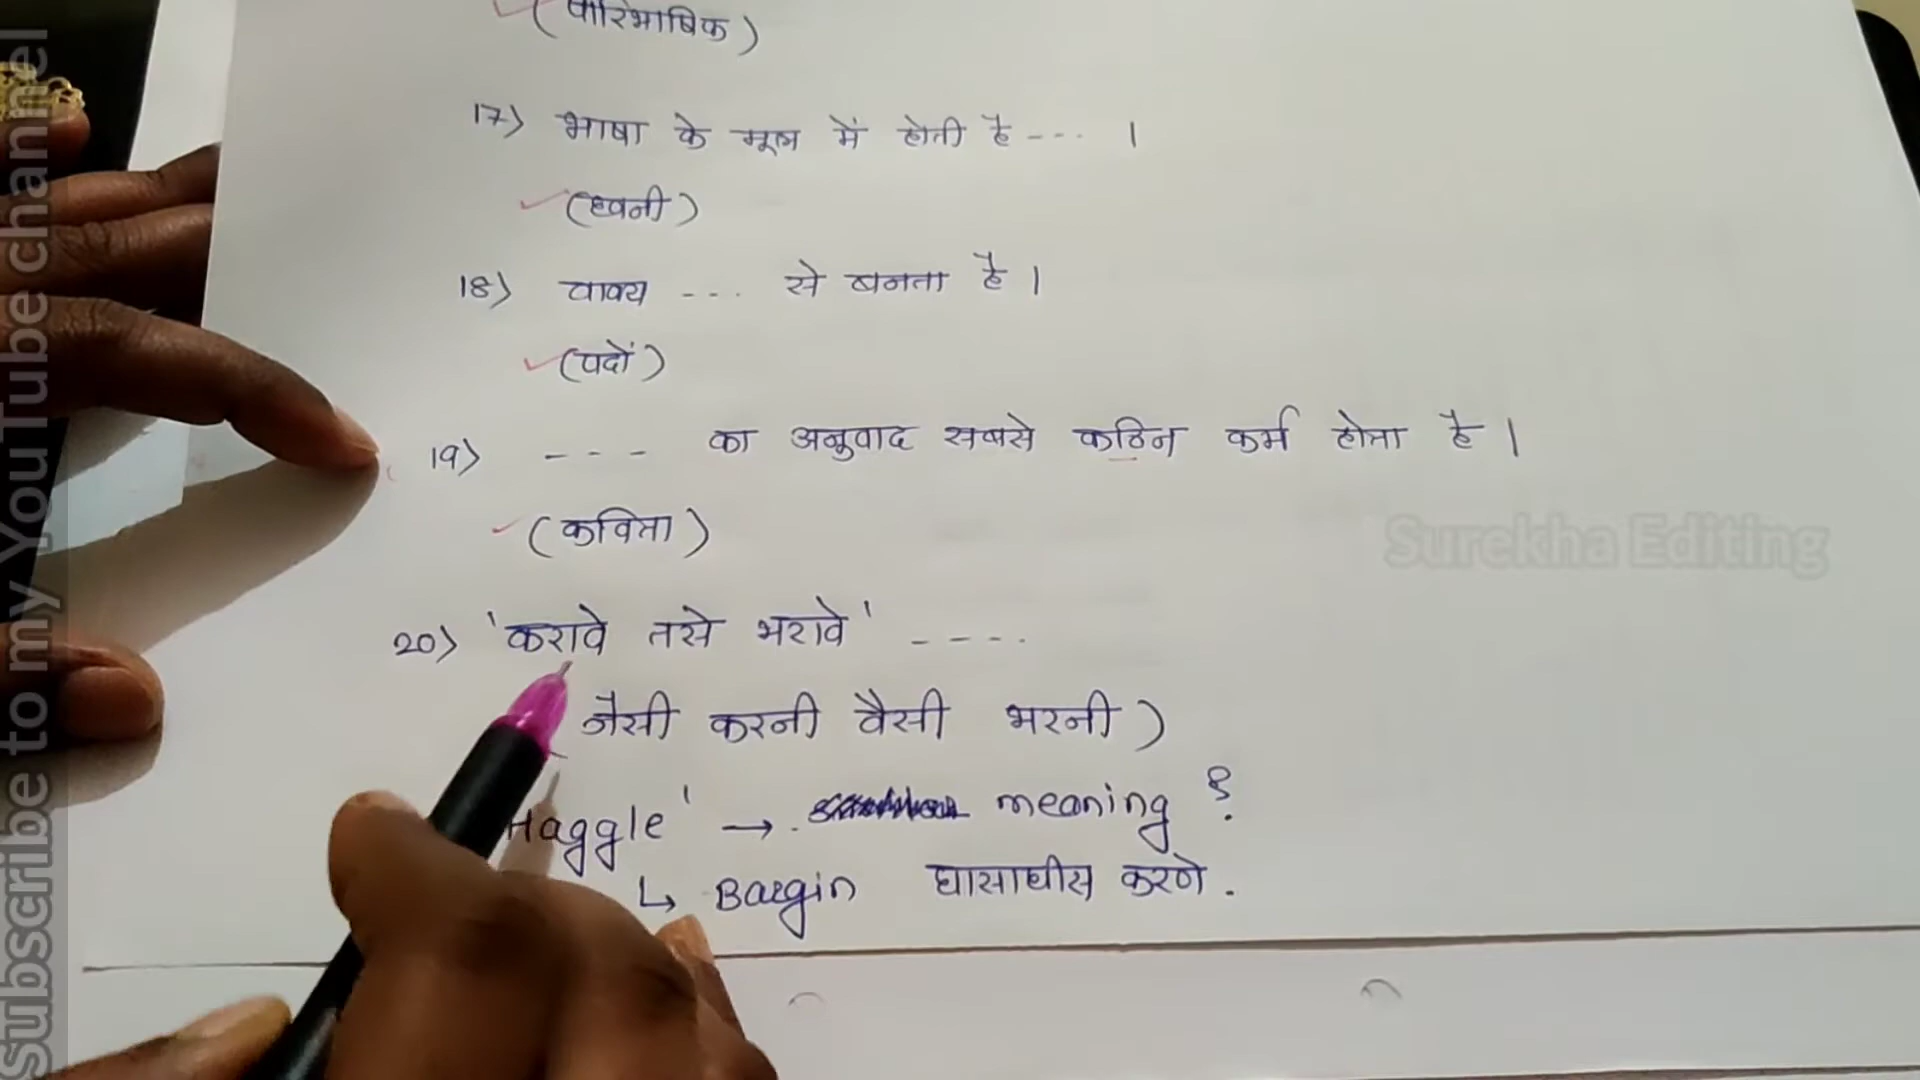 (पारिभाषिक)
17) भाषा के मूल में होती है ---- ।
(ध्वनी)
18) वाक्य --- से बनता है ।
(पदों)
19) --- का अनुवाद सबसे कठिन कर्म होता है ।
(कविता)
20) 'करावे तसे भरावे' ----
(जैसी करनी वैसी भरनी)
Haggle' → meaning ?
↳ Bargin घासाघीस करणे .
Subscribe to my YouTube channel
Surekha Editing